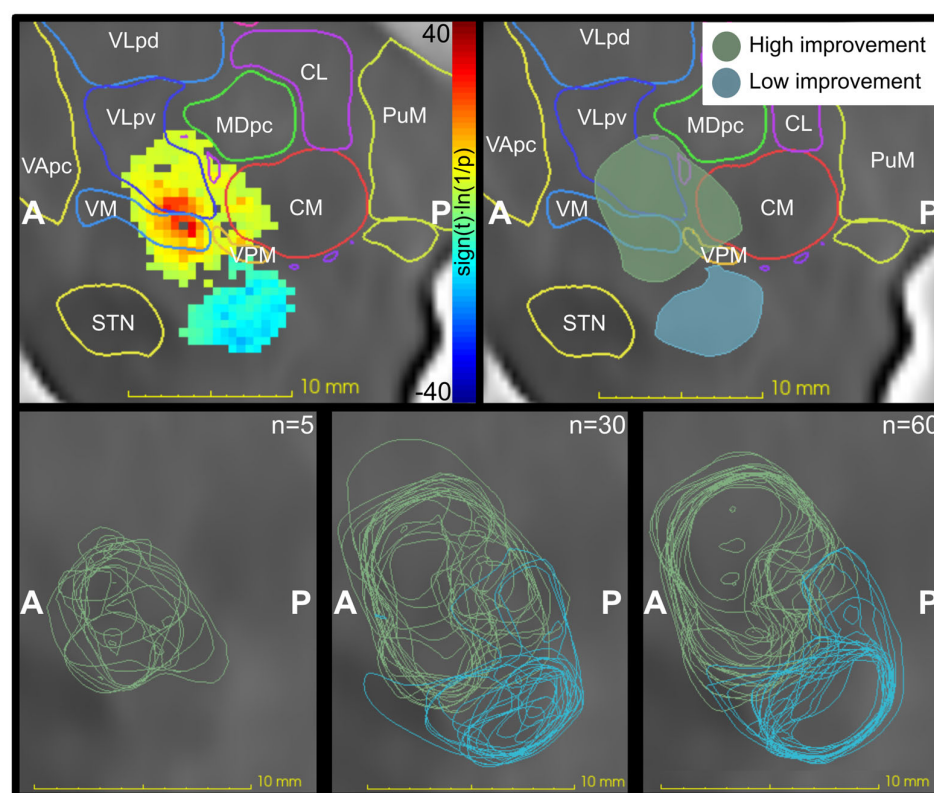 VLpd
CL
VLpv
MDpc
PuM
VApc
A
VM
CM
VPM
STN
10 mm
40
sign(t)·ln(1/p)
-40
High improvement
Low improvement
VLpd
VLpv
MDpc
CL
VApc
PuM
A
VM
CM
P
VPM
STN
10 mm
n=5
A
P
10 mm
n=30
A
P
10 mm
n=60
A
P
10 mm